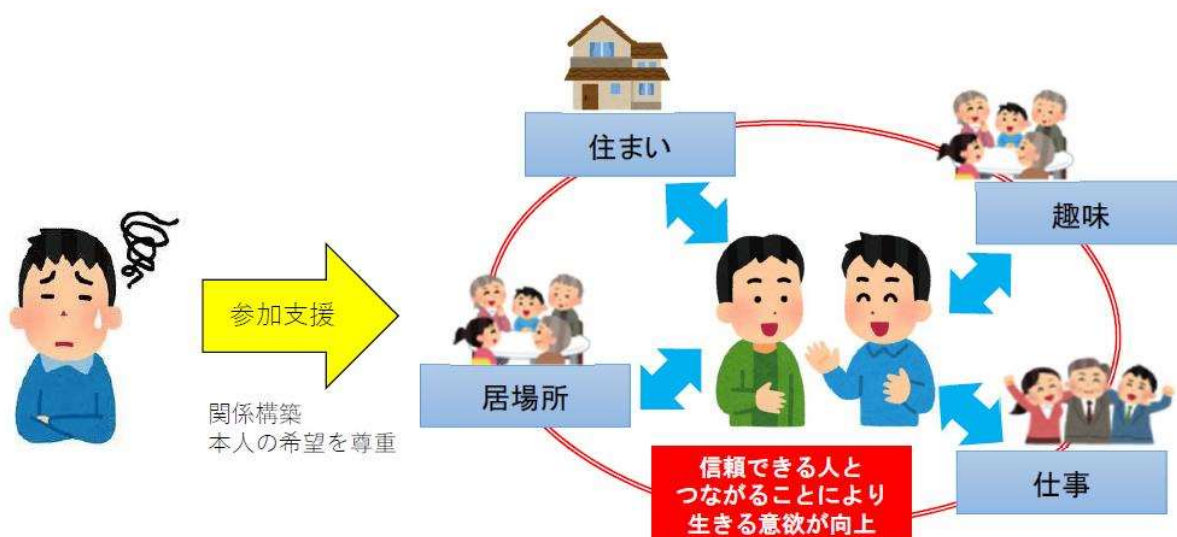 住まい
趣味
参加支援
居場所
関係構築
本人の希望を尊重
信頼できる人と
つながることにより
生きる意欲が向上
仕事